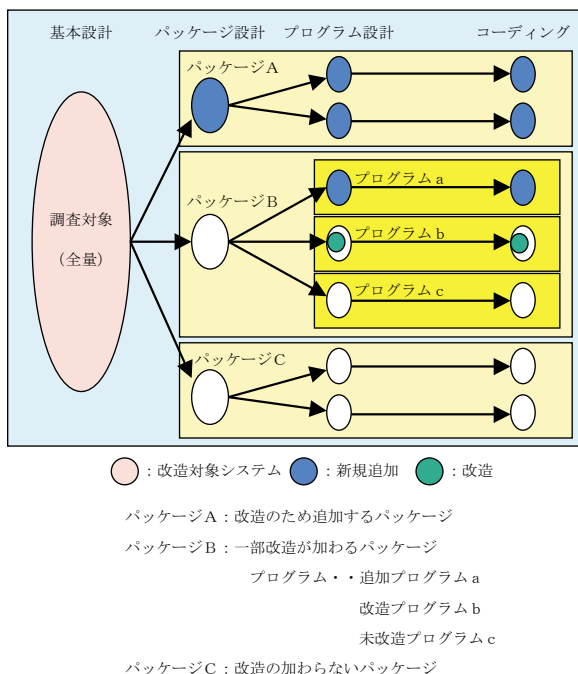 基本設計 パッケージ設計 プログラム設計 コーディング
パッケージA
パッケージB
プログラムa
プログラムb
プログラムc
調査対象
（全量）
パッケージC
：改造対象システム ：新規追加 ：改造
パッケージA：改造のため追加するパッケージ
パッケージB：一部改造が加わるパッケージ
プログラム・・追加プログラムa
改造プログラムb
未改造プログラムc
パッケージC：改造の加わらないパッケージ